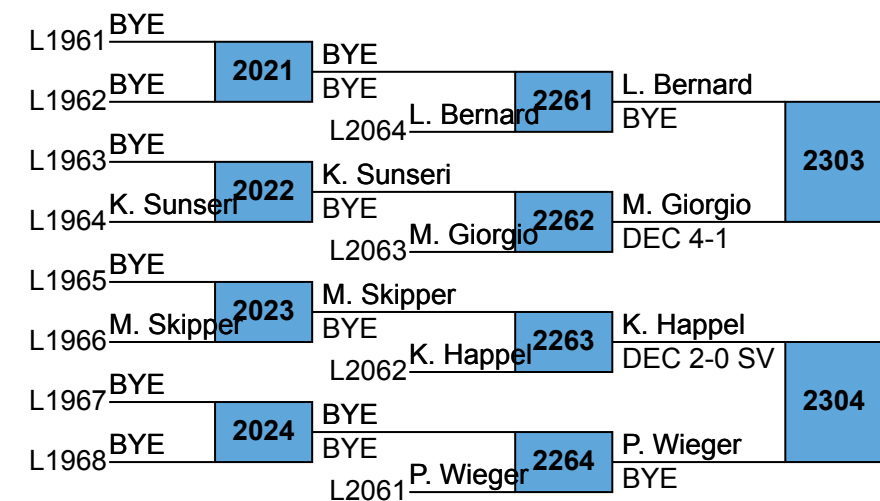 L1961 BYE
2021
BYE
L1962 BYE
BYE
L2064 L. Bernard
2261
L. Bernard
BYE
L1963 BYE
2022
K. Sunseri
L1964 K. Sunseri
BYE
L2063 M. Giorgio
2262
M. Giorgio
DEC 4-1
2303
L1965 BYE
2023
M. Skipper
L1966 M. Skipper
BYE
L2062 K. Happel
2263
K. Happel
DEC 2-0 SV
L1967 BYE
2024
BYE
L1968 BYE
BYE
L2061 P. Wieger
2264
P. Wieger
BYE
2304